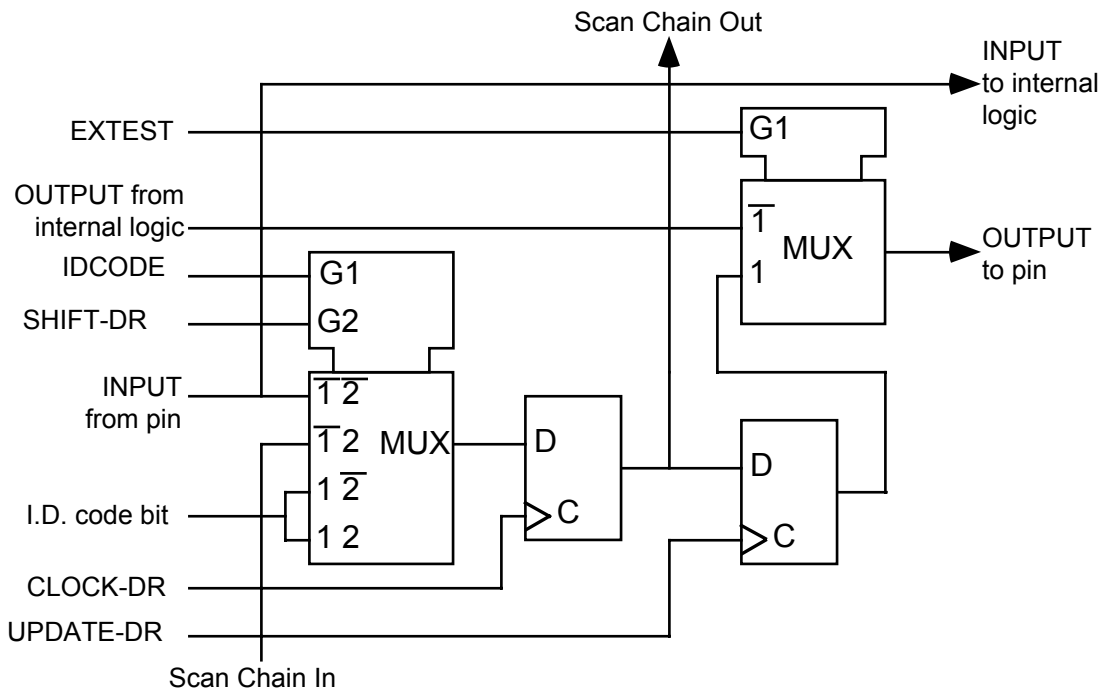 Scan Chain Out
INPUT
to internal
logic
EXTEST
G1
OUTPUT from
internal logic
1̅
MUX
OUTPUT
to pin
IDCODE
G1
1
SHIFT-DR
G2
INPUT
from pin
1̅ 2̅
1̅ 2
MUX
D
D
1 2̅
I.D. code bit
C
1 2
C
CLOCK-DR
UPDATE-DR
Scan Chain In